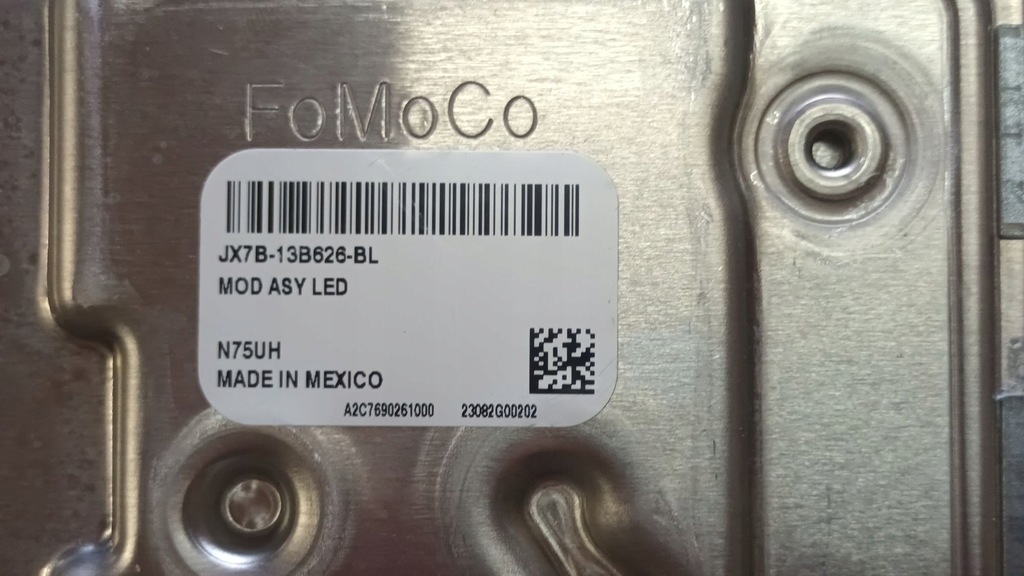 FoMoCo
JX7B-13B626-BL
MOD ASY LED
N75UH
MADE IN MEXICO
A2C7690261000 23082G00202